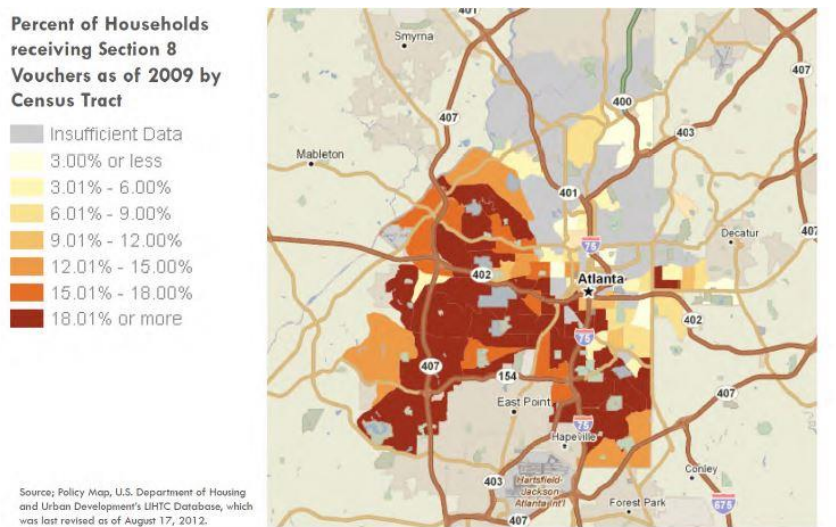 Percent of Households
receiving Section 8
Vouchers as of 2009 by
Census Tract
Insufficient Data
3.00% or less
3.01% - 6.00%
6.01% - 9.00%
9.01% - 12.00%
12.01% - 15.00%
15.01% - 18.00%
18.01% or more
Source; Policy Map, U.S. Department of Housing
and Urban Development's LIHTC Database, which
was last revised as of August 17, 2012.
401
Smyrna
407
400
407
403
Mableton
401
75
Decatur
407
402
Atlanta
402
75
407
154
407
East Point
75
Hapeville
403
Hartsfield-
Jackson
Atlanta Int'l
Conley
675
Forest Park
407